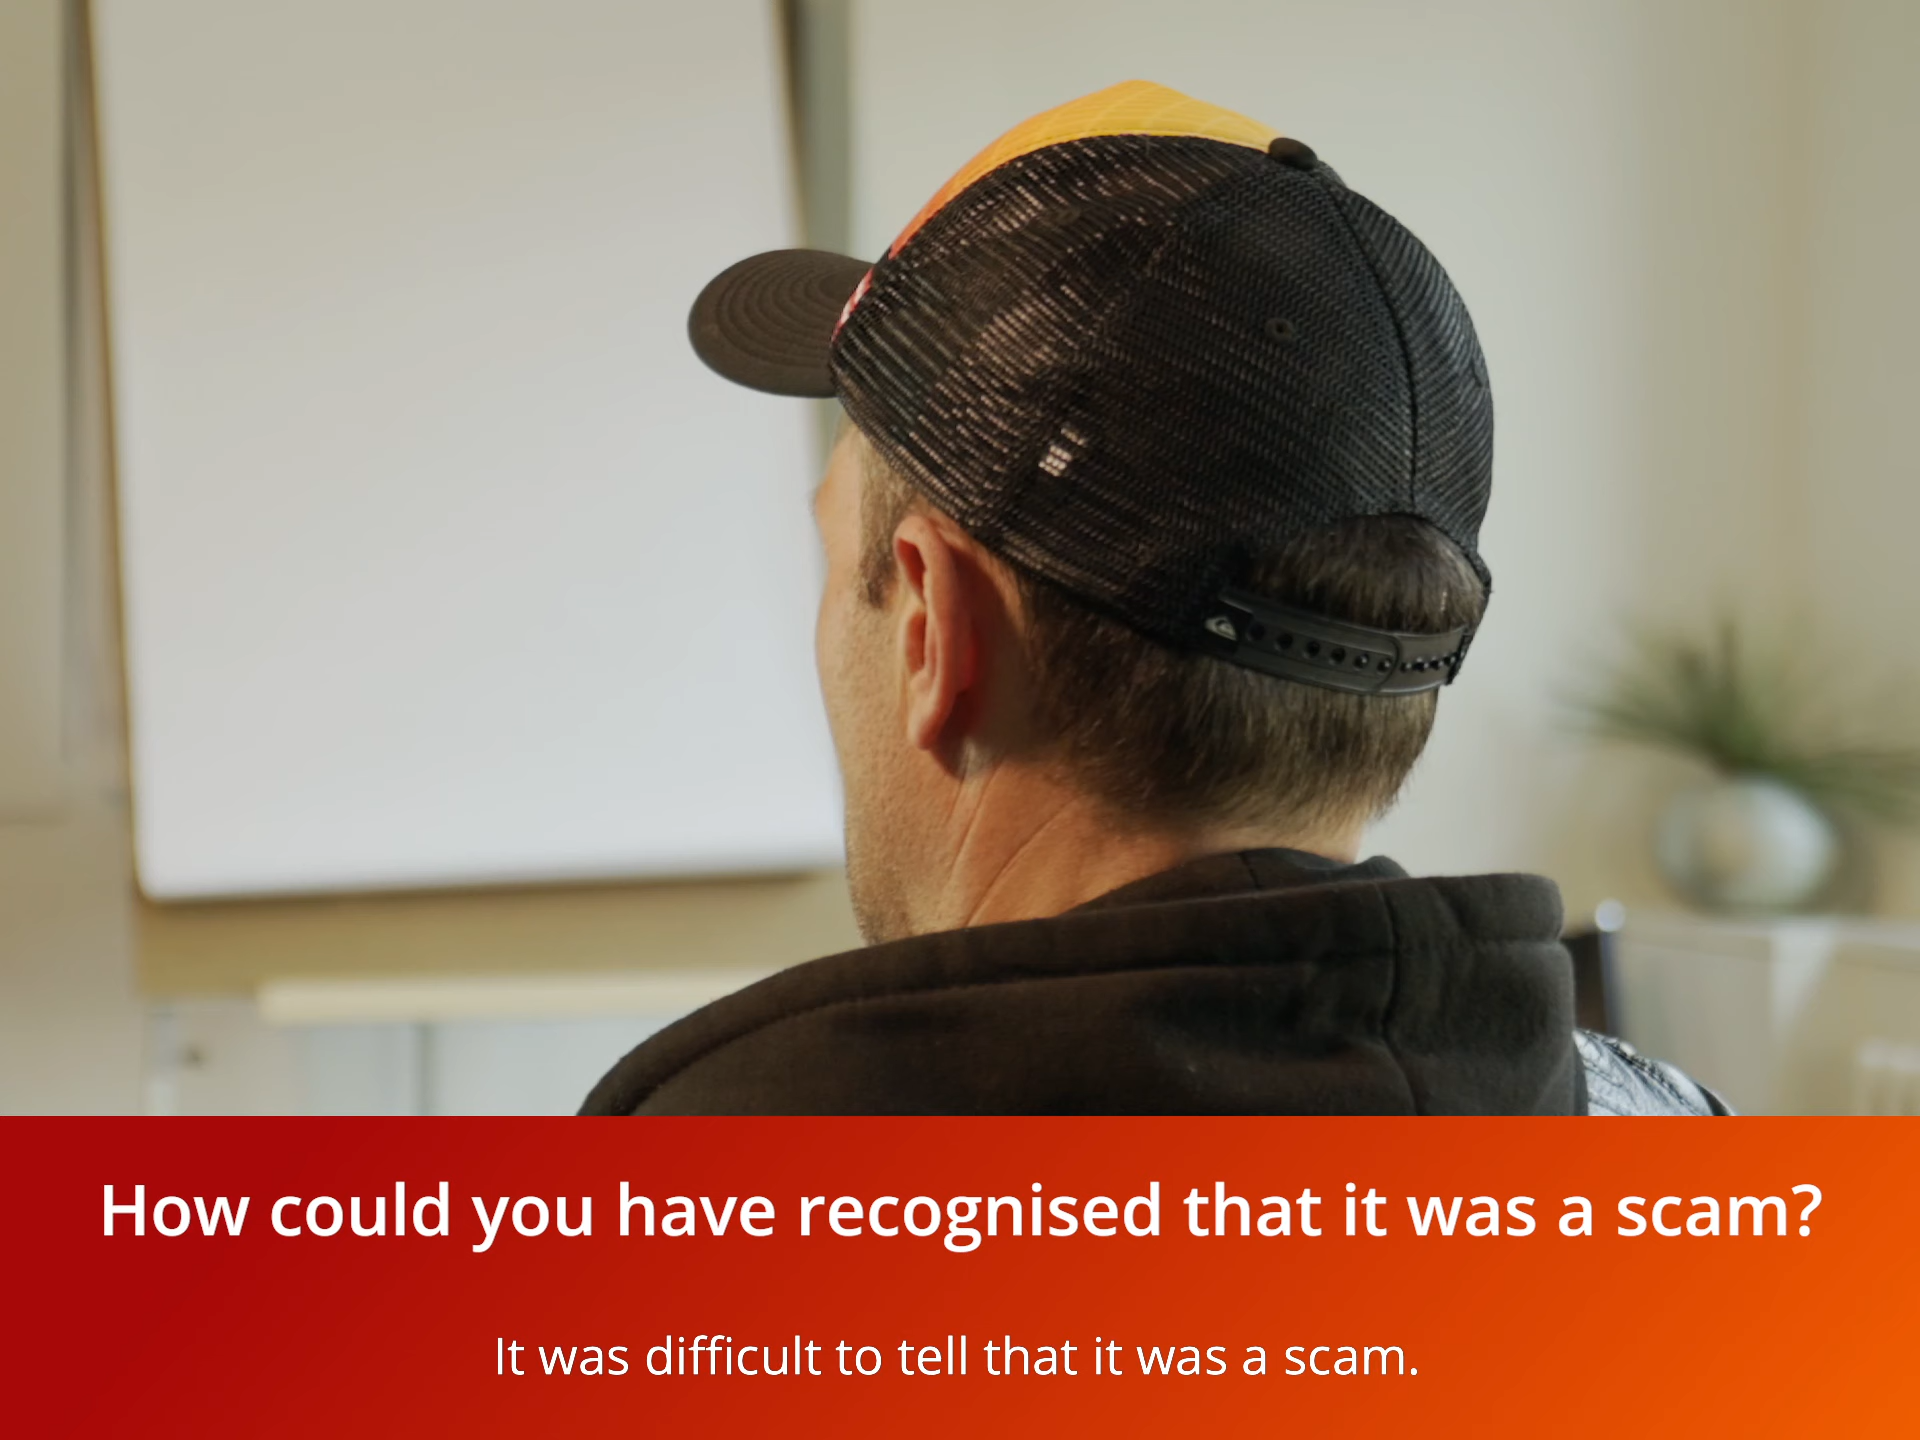 How could you have recognised that it was a scam?
It was difficult to tell that it was a scam.